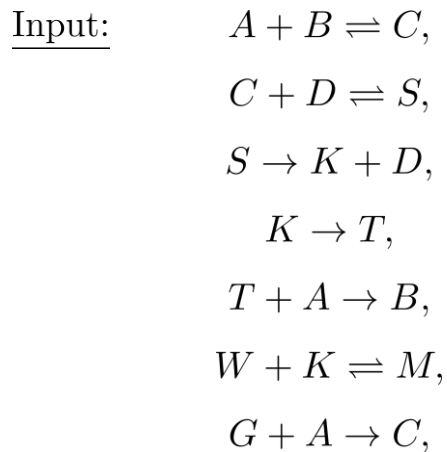 Input: A + B ⇌ C,
C + D ⇌ S,
S → K + D,
K → T,
T + A → B,
W + K ⇌ M,
G + A → C,